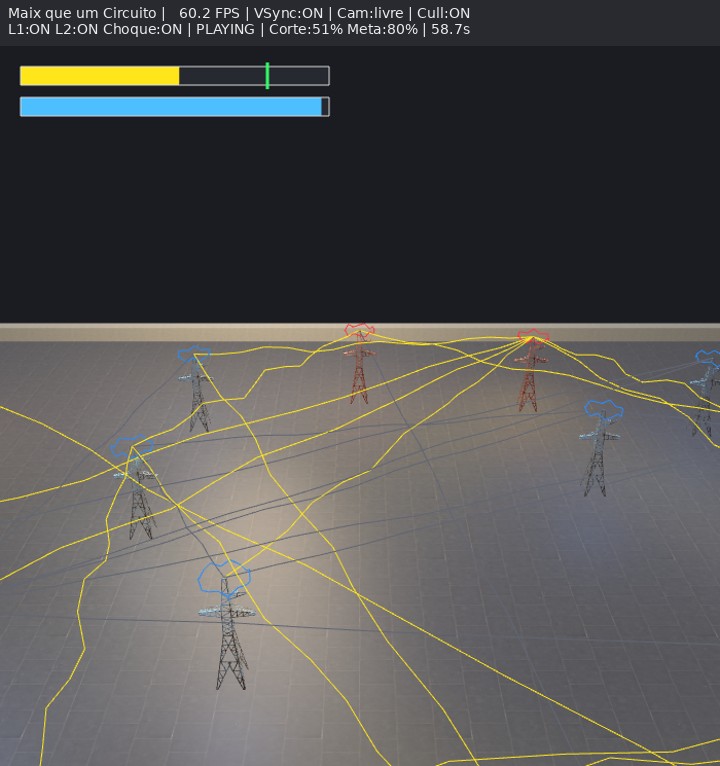 Maix que um Circuito |   60.2 FPS | VSync:ON | Cam:livre | Cull:ON
L1:ON L2:ON Choque:ON | PLAYING | Corte:51% Meta:80% | 58.7s